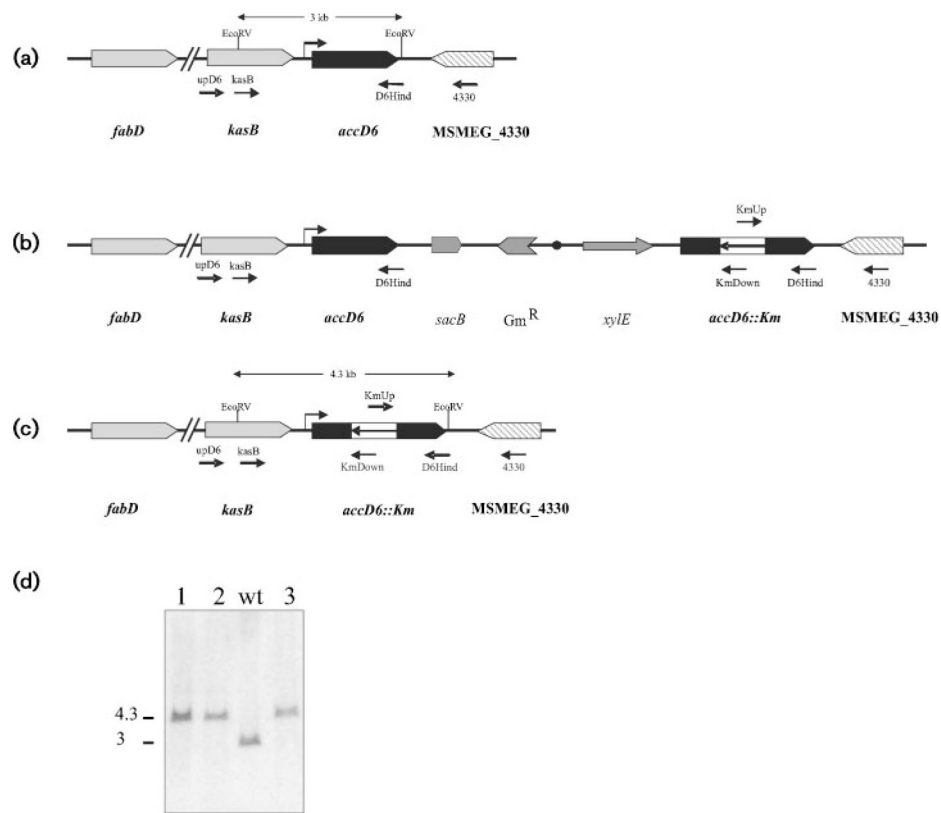 (a)
3 kb
EcoRV EcoRV
upD6 kasB D6Hind 4330
fabD kasB accD6 MSMEG_4330
(b)
KmUp
upD6 kasB D6Hind KmDown D6Hind 4330
fabD kasB accD6 sacB Gm^R xylE accD6::Km MSMEG_4330
(c)
4.3 kb
KmUp
EcoRV EcoRV
upD6 kasB KmDown D6Hind 4330
fabD kasB accD6::Km MSMEG_4330
(d)
1 2 wt 3
4.3
3